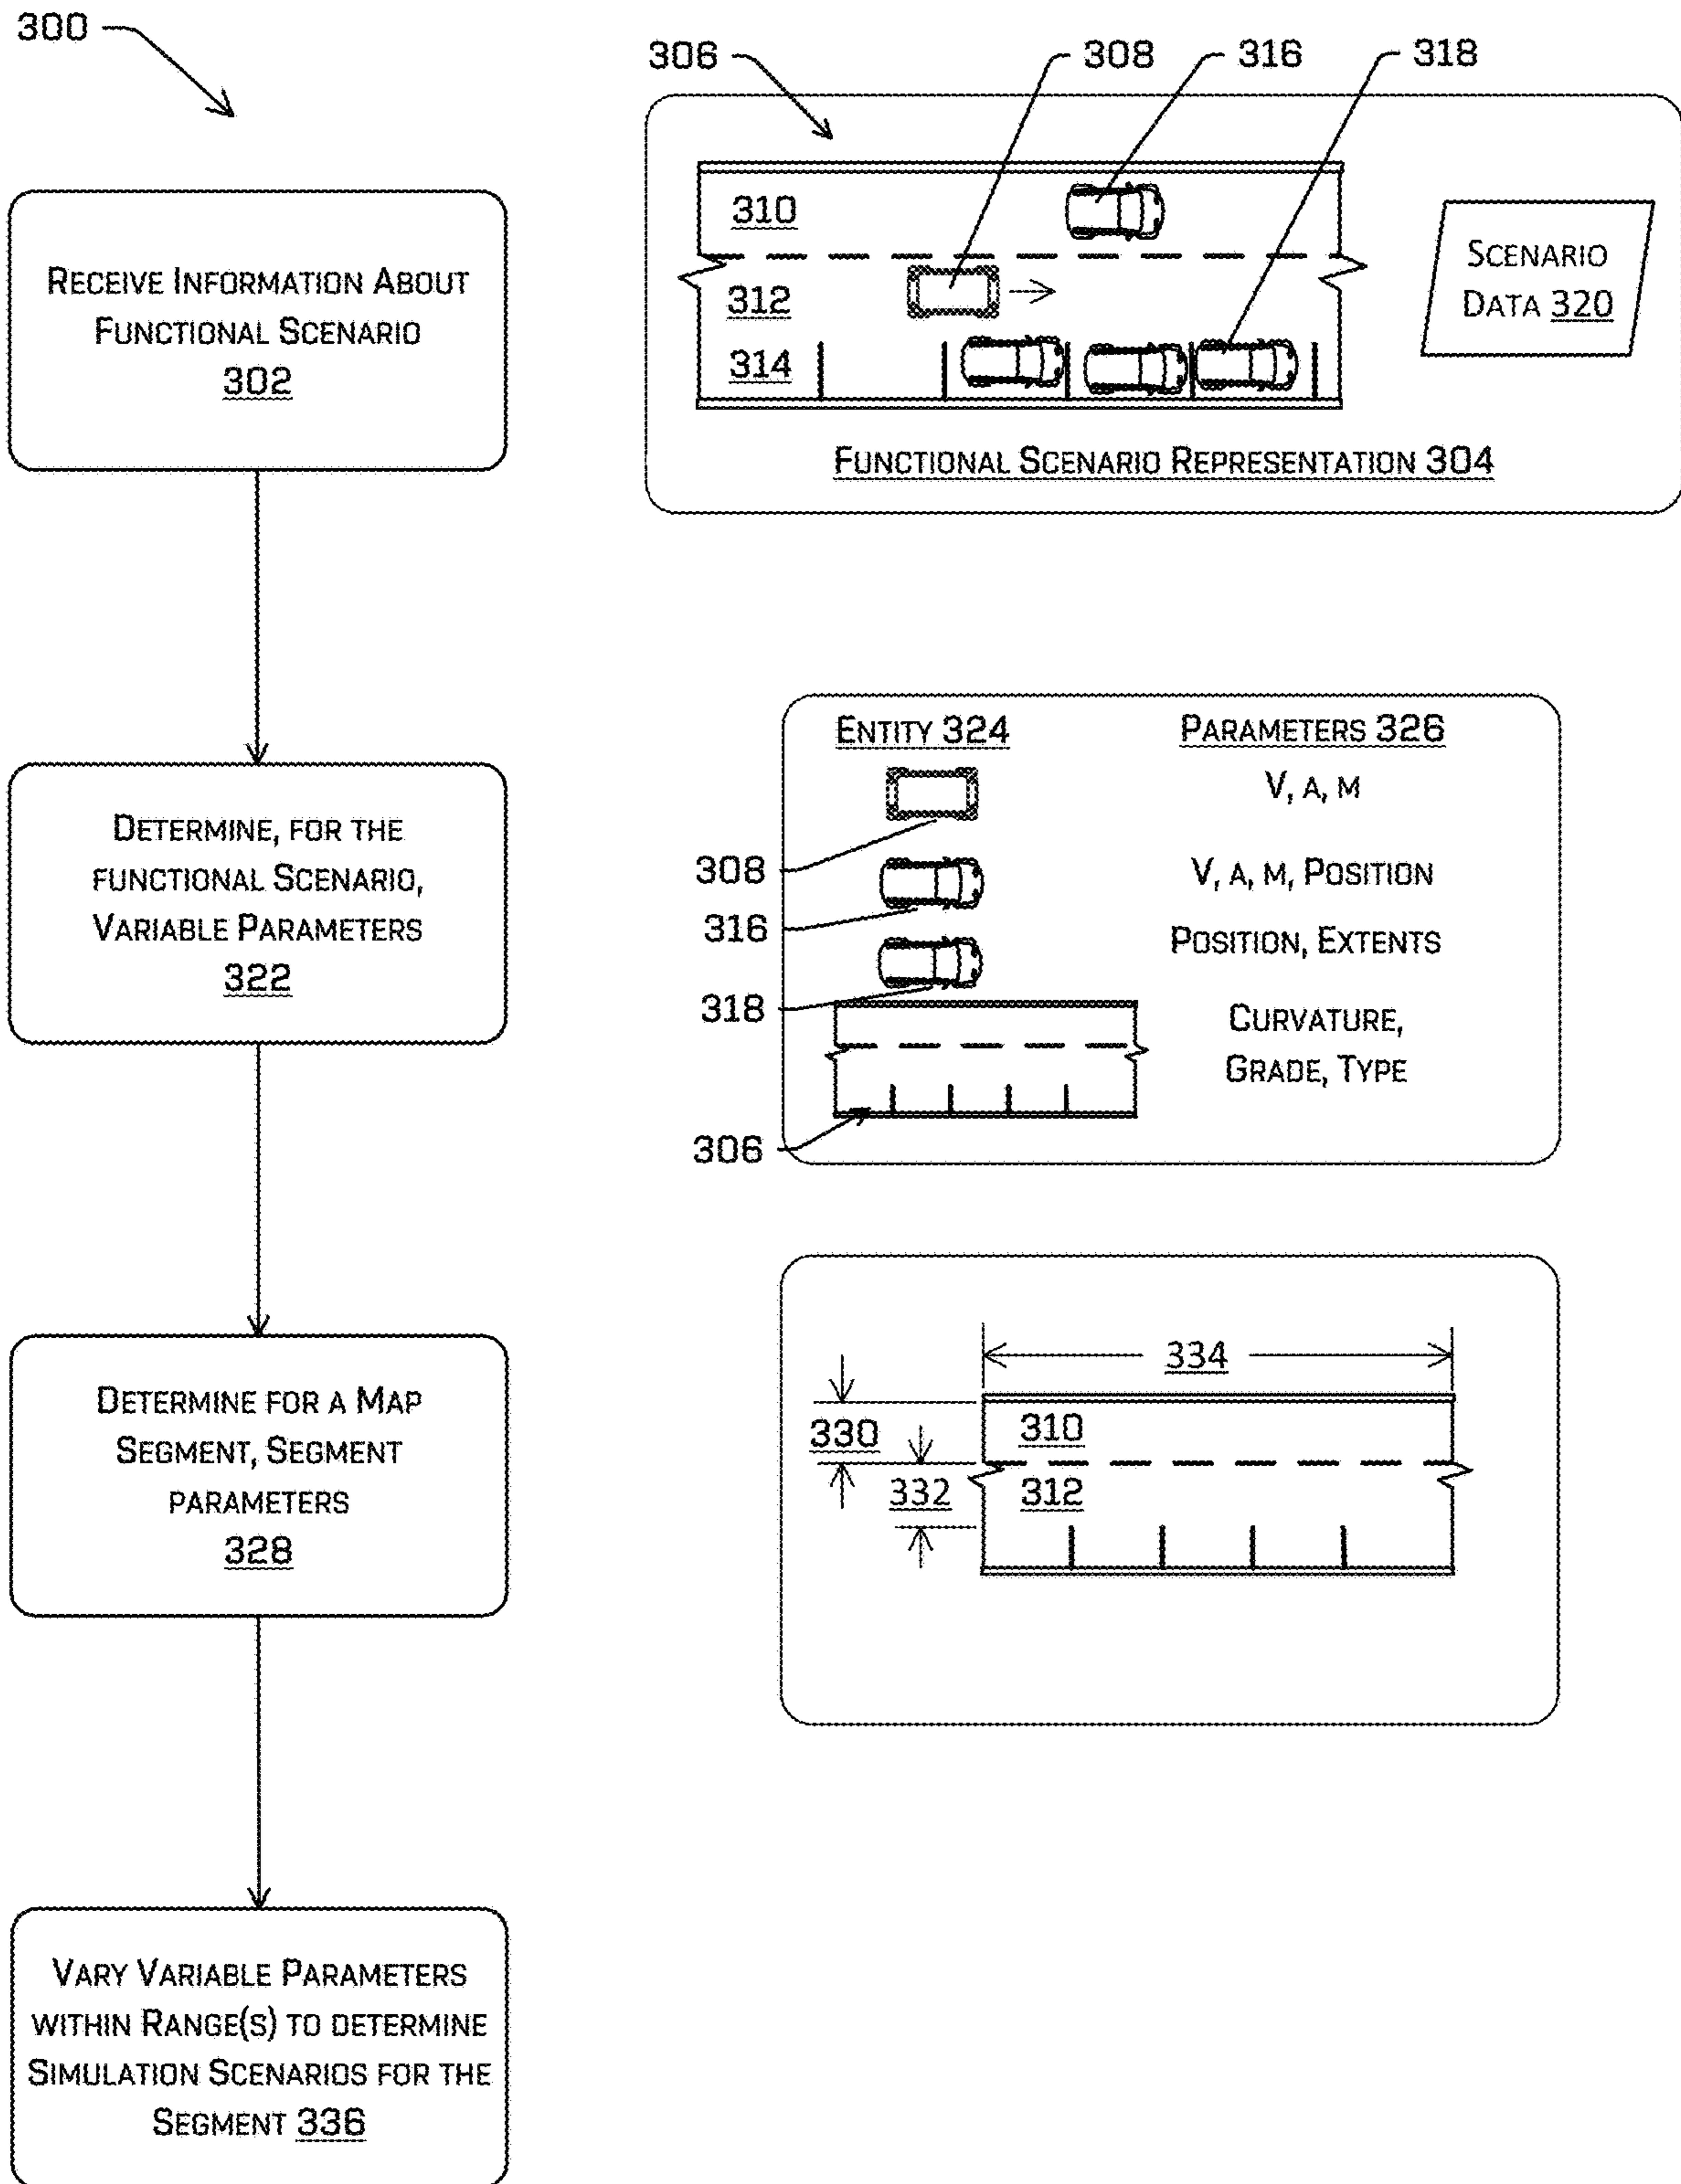 300
306
308
316
318
RECEIVE INFORMATION ABOUT
FUNCTIONAL SCENARIO
302
310
312
314
SCENARIO
DATA 320
FUNCTIONAL SCENARIO REPRESENTATION 304
DETERMINE, FOR THE
FUNCTIONAL SCENARIO,
VARIABLE PARAMETERS
322
ENTITY 324
PARAMETERS 326
V, A, M
308
V, A, M, POSITION
316
POSITION, EXTENTS
318
CURVATURE,
GRADE, TYPE
306
DETERMINE FOR A MAP
SEGMENT, SEGMENT
PARAMETERS
328
334
330
310
332
312
VARY VARIABLE PARAMETERS
WITHIN RANGE(S) TO DETERMINE
SIMULATION SCENARIOS FOR THE
SEGMENT 336